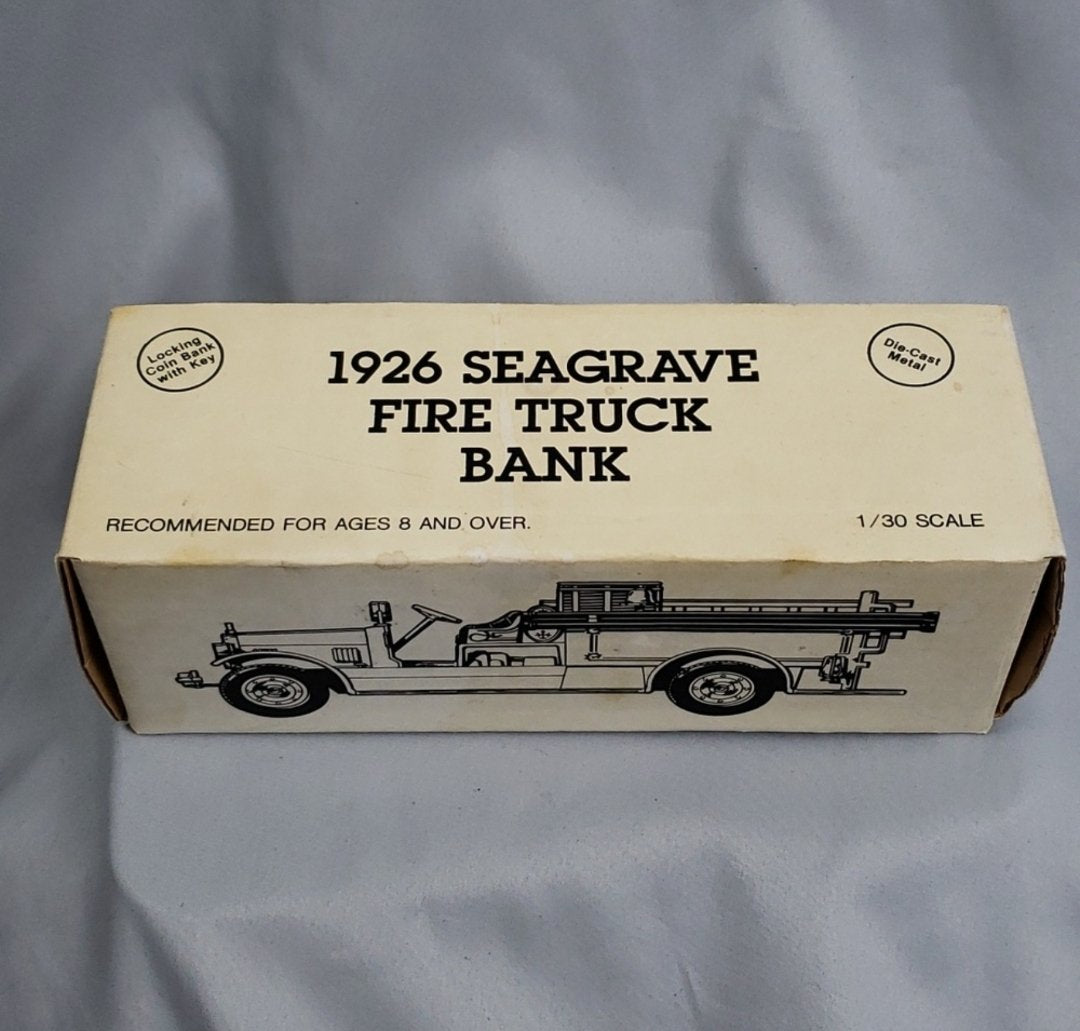 Locking
Coin Bank
with Key
Die-Cast
Metal
1926 SEAGRAVE
FIRE TRUCK
BANK
RECOMMENDED FOR AGES 8 AND OVER.
1/30 SCALE